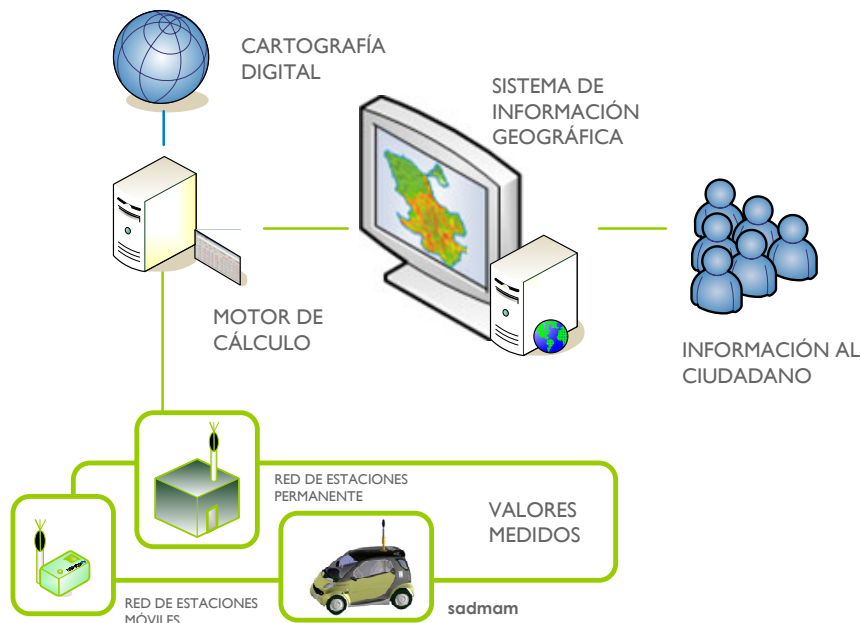 CARTOGRAFÍA
DIGITAL
SISTEMA DE
INFORMACIÓN
GEOGRÁFICA
MOTOR DE
CÁLCULO
INFORMACIÓN AL
CIUDADANO
RED DE ESTACIONES
PERMANENTE
VALORES
MEDIDOS
RED DE ESTACIONES
MÓVILES
sadmam